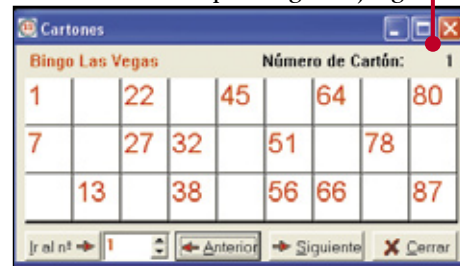 Cartones
Bingo Las Vegas Número de Cartón: 1
1 22 45 64 80
7 27 32 51 78
13 38 56 66 87
Ir al nº 1 Anterior Siguiente Cerrar